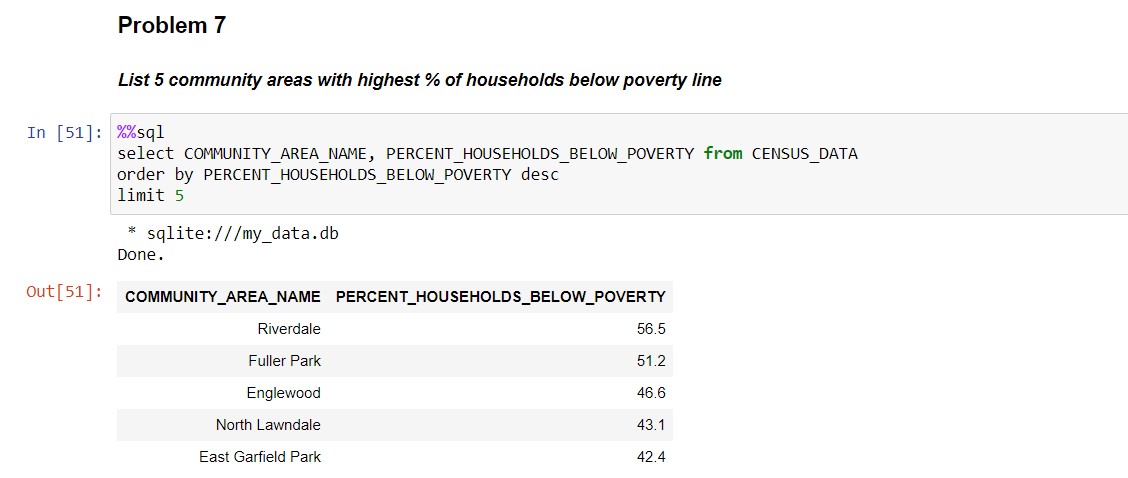 Problem 7
List 5 community areas with highest % of households below poverty line
In [51]: %%sql
select COMMUNITY_AREA_NAME, PERCENT_HOUSEHOLDS_BELOW_POVERTY from CENSUS_DATA
order by PERCENT_HOUSEHOLDS_BELOW_POVERTY desc
limit 5
* sqlite:///my_data.db
Done.
Out[51]: COMMUNITY_AREA_NAME PERCENT_HOUSEHOLDS_BELOW_POVERTY
Riverdale 56.5
Fuller Park 51.2
Englewood 46.6
North Lawndale 43.1
East Garfield Park 42.4